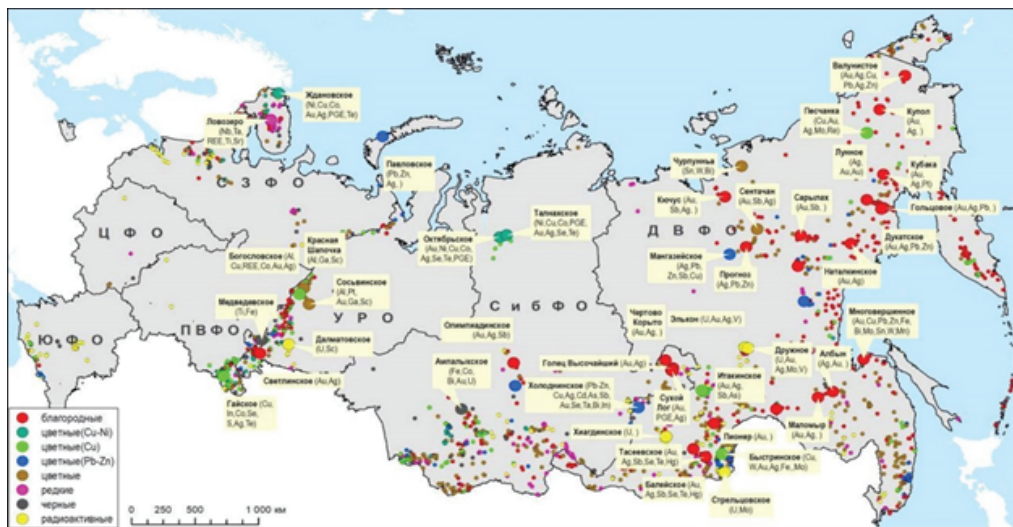 Ждановское
(Ni,Cu,Co,
Au,Ag,PGE,Te)
Ловозеро
(Nb,Ta,
REE,Ti,Sr)
Павловское
(Pb,Zn,
Ag, )
Валунистое
(Au,Ag,Cu,
Pb,Ag,Zn)
Песчанка
(Cu,Au,
Ag,Mo,Re)
Купол
(Au,
Ag, )
Лунное
(Ag,
Au,Au)
Кубака
(Au,
Ag,Pt)
Чурпунньа
(Sn,W,Bi)
Кючус (Au,
Sb,Ag, )
Сентачан
(Au,Sb,Ag)
Сарылах
(Au,Sb, )
Гольцовое (Au,Ag,Pb, )
СЗФО
ЦФО
ДВФО
Талнахское
(Ni,Cu,Co,PGE,
Au,Ag,Se,Te)
Октябрьское
(Au,Ni,Cu,Co,
Ag,Se,Te,PGE)
Красная
Шапочка
(Al,Ga,Sc)
Богословское (Al,
Cu,REE,Co,Au,Ag)
Сосьвинское
(Al,Pt,
Au,Ga,Sc)
Мангазейское
(Ag,Pb,
Zn,Sb,Cu)
Прогноз
(Ag,Pb,Zn)
Дукатское
(Au,Ag,Pb,Zn)
Наталкинское
(Au,Ag)
Медведевское
(Ti,Fe)
УРО
СибФО
ПВФО
ЮФО
Олимпиадинское
(Au,Ag,Sb)
Чертово
Корыто
(Au,Ag, )
Элькон (U,Au,Ag,V)
Многовершинное
(Au,Cu,Pb,Zn,Fe,
Bi,Mo,Sn,W,Mn)
Далматовское
(U,Sc)
Ампалыкское
(Fe,Co,
Bi,Au,U)
Голец Высочайший (Au,Ag)
Дружное
(U,Au,
Ag,Mo,V)
Албын
(Ag,Au, )
Светлинское (Au,Ag)
Холоднинское (Pb-Zn,
Cu,Ag,Cd,As,Sb,
Au,Se,Ta,Bi,In)
Сухой
Лог (Au,
PGE,Ag)
Итакинское
(Au,Ag,
Sb,As)
Гайское (Cu,
In,Co,Se,
S,Ag,Te)
Хиагдинское (U, )
Пионер (Au, )
Маломыр
(Au,Ag, )
Тасеевское (Au,
Ag,Sb,Se,Te,Hg)
Быстринское (Cu,
W,Au,Ag,Fe,,Mo)
Балейское (Au,
Ag,Sb,Se,Te,Hg)
Стрельцовское
(U,Mo)
благородные
цветные(Cu-Ni)
цветные(Cu)
цветные(Pb-Zn)
цветные
редкие
черные
радиоактивные
0 250 500 1 000 км